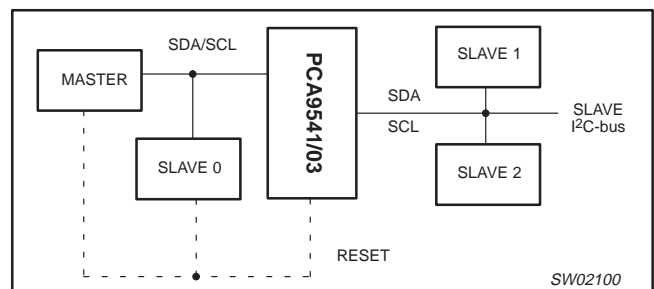 SDA/SCL
MASTER
PCA9541/03
SLAVE 0
SLAVE 1
SDA
SCL
SLAVE
I²C-bus
SLAVE 2
RESET
SW02100